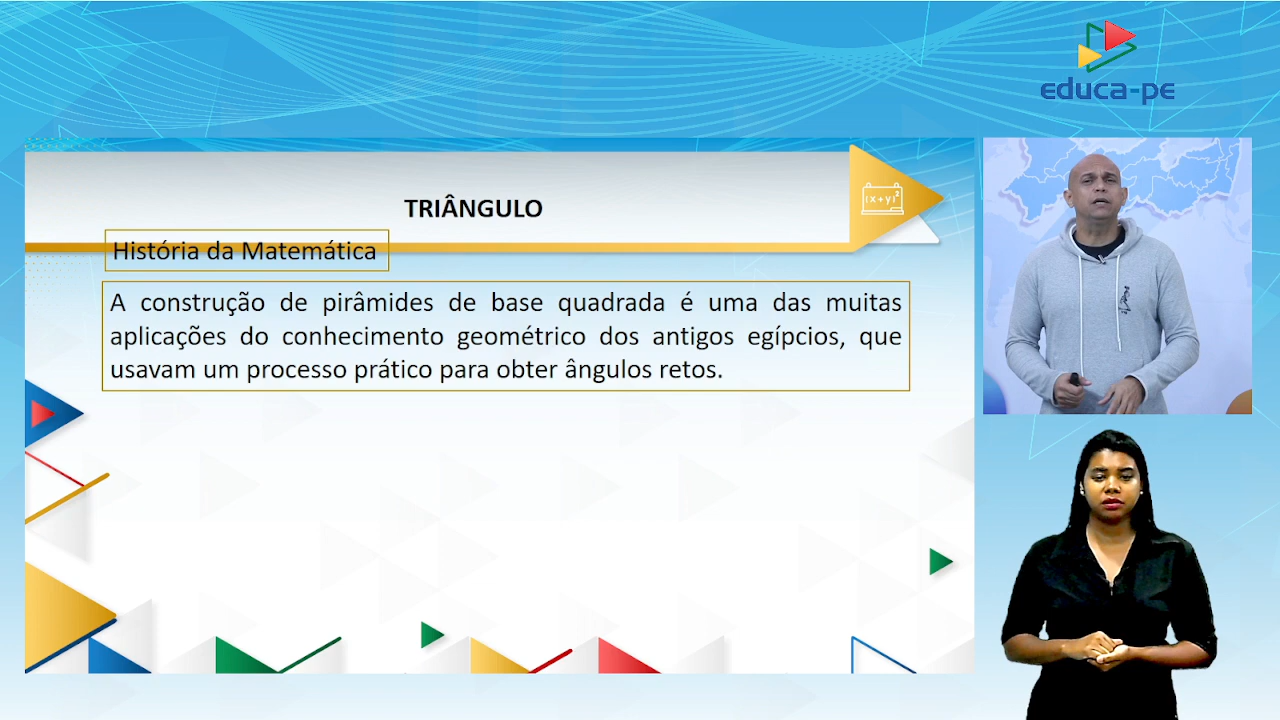 educa-pe
(x+y)²
TRIÂNGULO
História da Matemática
A construção de pirâmides de base quadrada é uma das muitas
aplicações do conhecimento geométrico dos antigos egípcios, que
usavam um processo prático para obter ângulos retos.